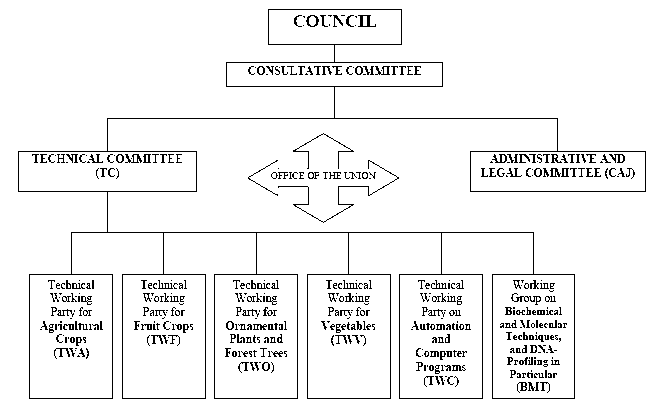 COUNCIL
CONSULTATIVE COMMITTEE
TECHNICAL COMMITTEE
(TC)
OFFICE OF THE UNION
ADMINISTRATIVE AND
LEGAL COMMITTEE (CAJ)
Technical
Working
Party for
Agricultural
Crops
(TWA)
Technical
Working
Party for
Fruit Crops
(TWF)
Technical
Working
Party for
Ornamental
Plants and
Forest Trees
(TWO)
Technical
Working
Party for
Vegetables
(TWV)
Technical
Working
Party on
Automation
and
Computer
Programs
(TWC)
Working
Group on
Biochemical
and Molecular
Techniques,
and DNA-
Profiling in
Particular
(BMT)